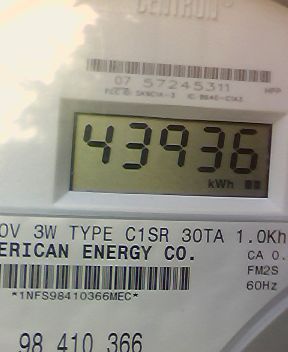 CENTRON®
07 57245311
HPP
43936
kWh
0V 3W TYPE C1SR 30TA 1.0Kh
ERICAN ENERGY CO.
CA 0.
FM2S
*1NFS98410366MEC*
60Hz
98 410 366